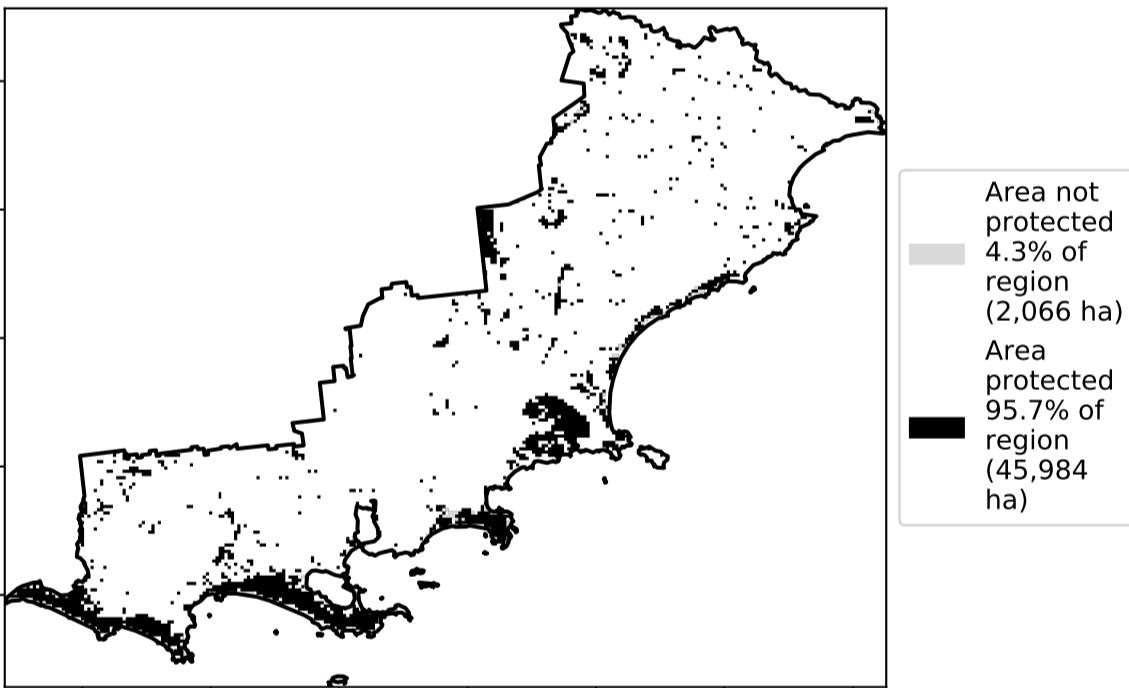 Area not
protected
4.3% of
region
(2,066 ha)
Area
protected
95.7% of
region
(45,984
ha)